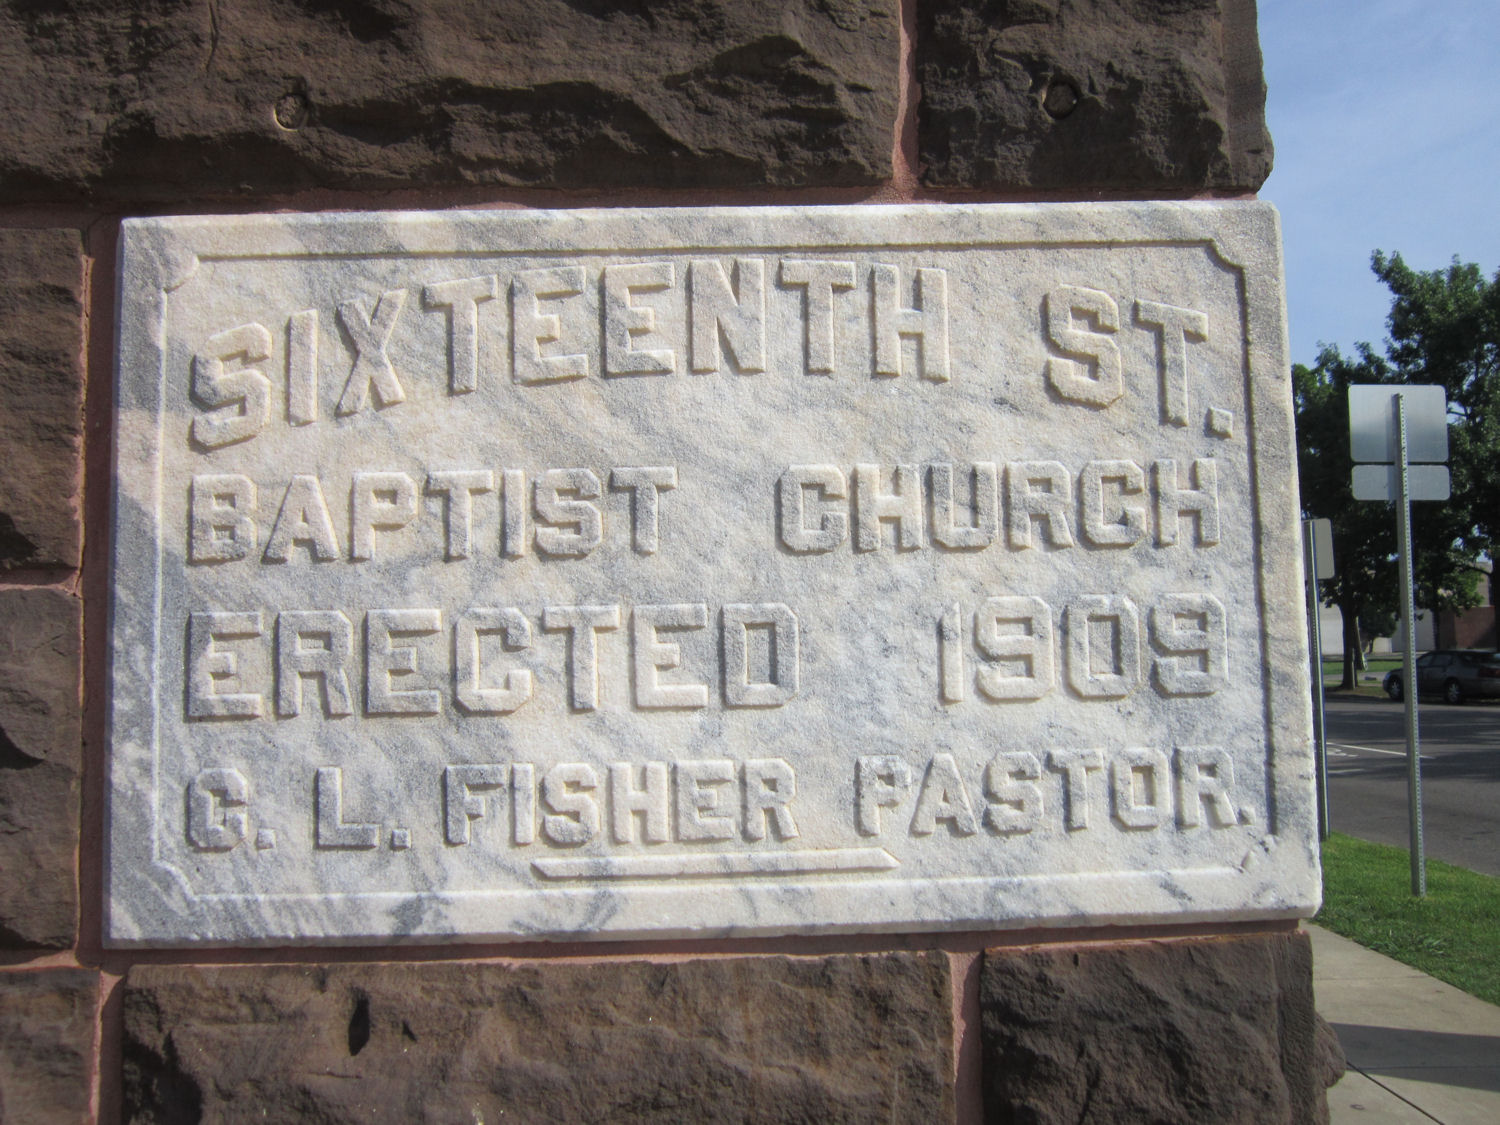 SIXTEENTH ST.
BAPTIST CHURCH
ERECTED 1909
C. L. FISHER PASTOR.